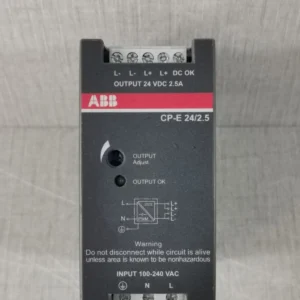 L- L- L+ L+ DC OK
OUTPUT 24 VDC 2.5A
ABB
CP-E 24/2.5
OUTPUT
Adjust
OUTPUT OK
L
L+
L+
N
L-
L-
Warning
Do not disconnect while circuit is alive
unless area is known to be nonhazardous
INPUT 100-240 VAC
N L